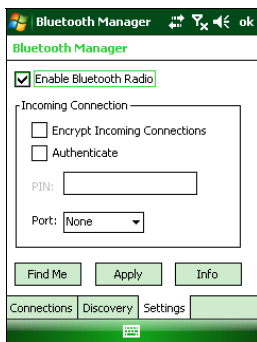 Bluetooth Manager ok
Bluetooth Manager
Enable Bluetooth Radio
Incoming Connection
Encrypt Incoming Connections
Authenticate
PIN:
Port: None
Find Me Apply Info
Connections Discovery Settings